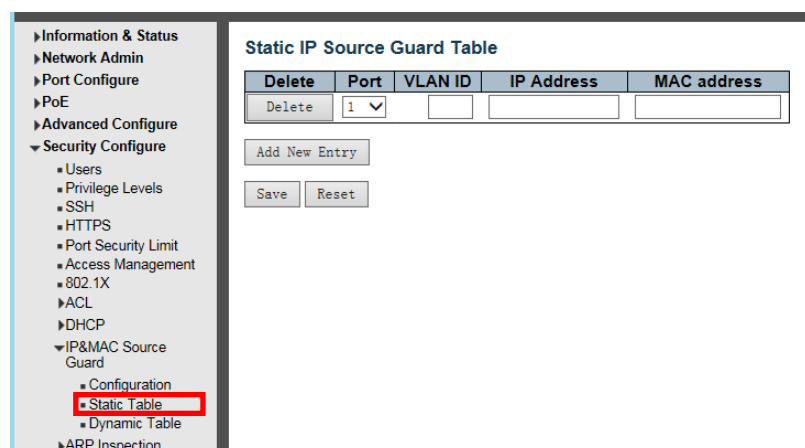 Information & Status
Network Admin
Port Configure
PoE
Advanced Configure
Security Configure
Users
Privilege Levels
SSH
HTTPS
Port Security Limit
Access Management
802.1X
ACL
DHCP
IP&MAC Source
Guard
Configuration
Static Table
Dynamic Table
ARP Inspection
Static IP Source Guard Table
Delete Port VLAN ID IP Address MAC address
Delete 1
Add New Entry
Save Reset